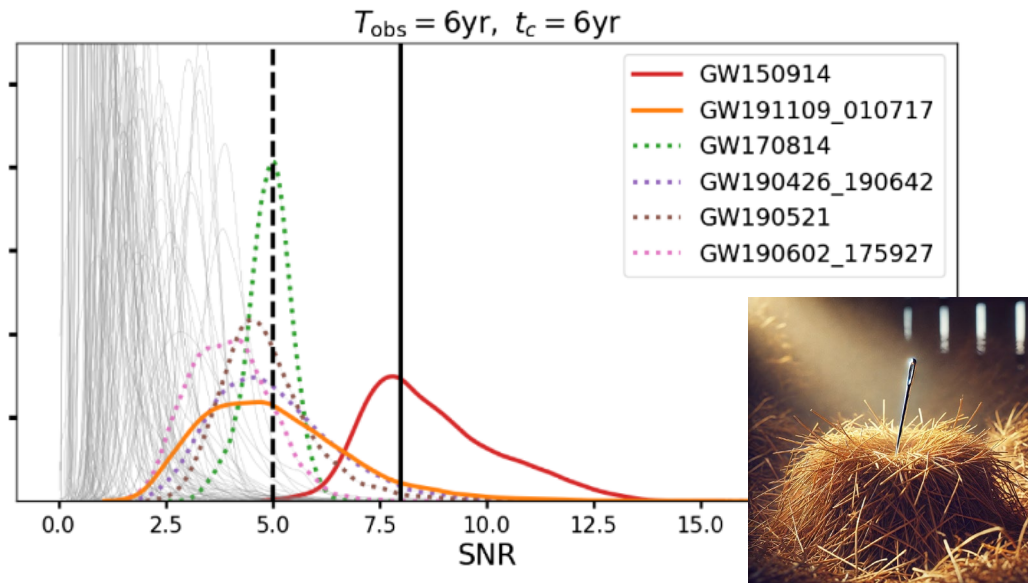 T_obs = 6yr, t_c = 6yr
GW150914
GW191109_010717
GW170814
GW190426_190642
GW190521
GW190602_175927
0.0 2.5 5.0 7.5 10.0 12.5 15.0
SNR